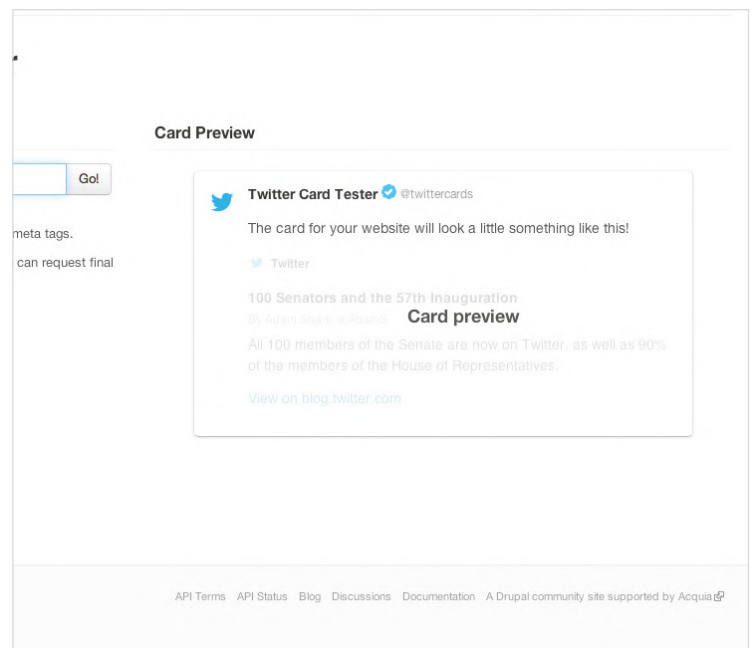 Card Preview
Go!
Twitter Card Tester @twittercards
meta tags.
The card for your website will look a little something like this!
can request final
Twitter
100 Senators and the 57th Inauguration
By Adam
Card preview
All 100 members of the Senate are now on Twitter, as well as 90%
of the members of the House of Representatives.
View on blog.twitter.com
API Terms API Status Blog Discussions Documentation A Drupal community site supported by Acquia